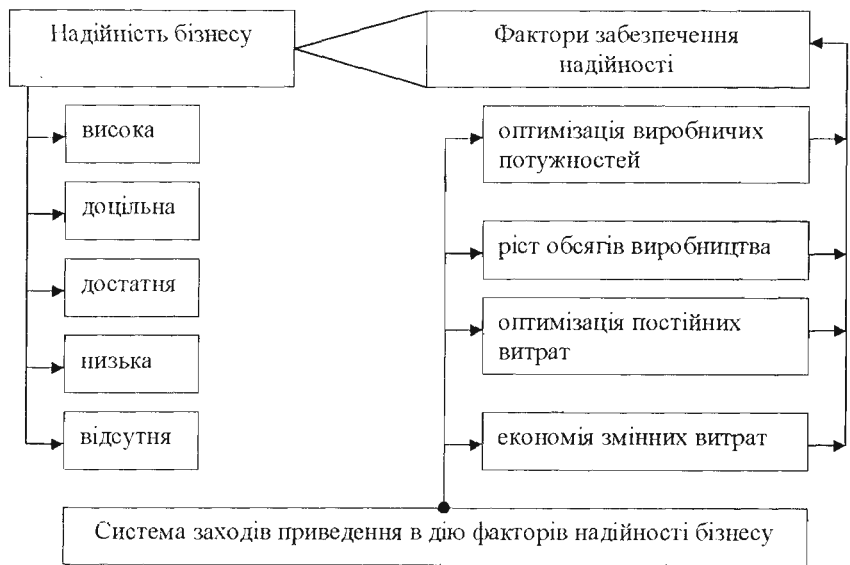 Надійність бізнесу
Фактори забезпечення
надійності
висока
доцільна
достатня
низька
відсутня
оптимізація виробничих
потужностей
ріст обсягів виробництва
оптимізація постійних
витрат
економія змінних витрат
Система заходів приведення в дію факторів надійності бізнесу